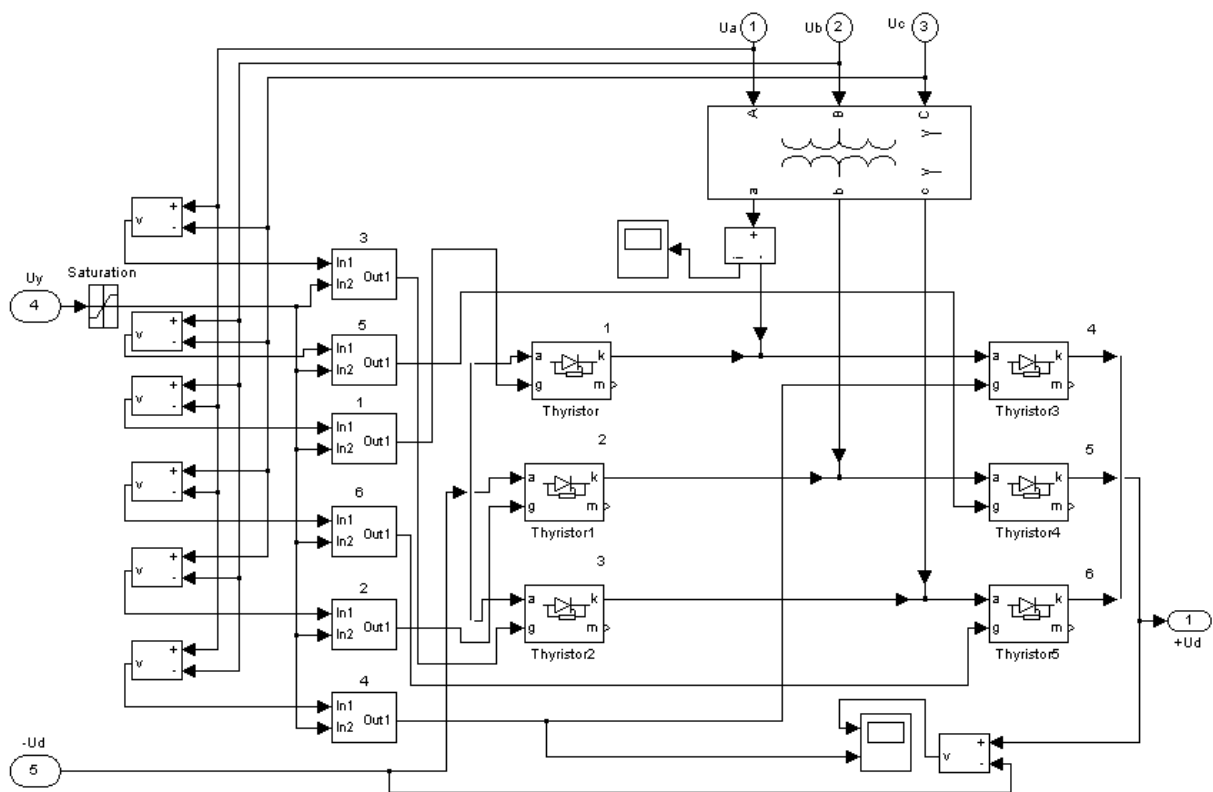 Ua 1 Ub 2 Uc 3
A B C
Y
Y
a b c
+ v -
+ i -
Uy
4
Saturation
3
In1 Out1
In2
+ v -
5
In1 Out1
In2
+ v -
1
In1 Out1
In2
+ v -
6
In1 Out1
In2
+ v -
2
In1 Out1
In2
+ v -
4
In1 Out1
In2
1
a k
g m
Thyristor
2
a k
g m
Thyristor1
3
a k
g m
Thyristor2
4
a k
g m
Thyristor3
5
a k
g m
Thyristor4
6
a k
g m
Thyristor5
1
+Ud
+ v -
-Ud
5